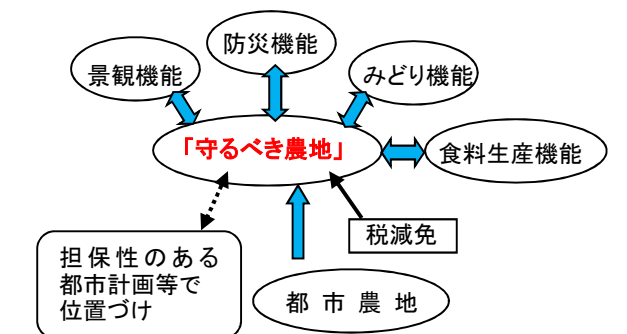 防災機能
景観機能
みどり機能
「守るべき農地」
食料生産機能
税減免
担保性のある
都市計画等で
位置づけ
都市農地